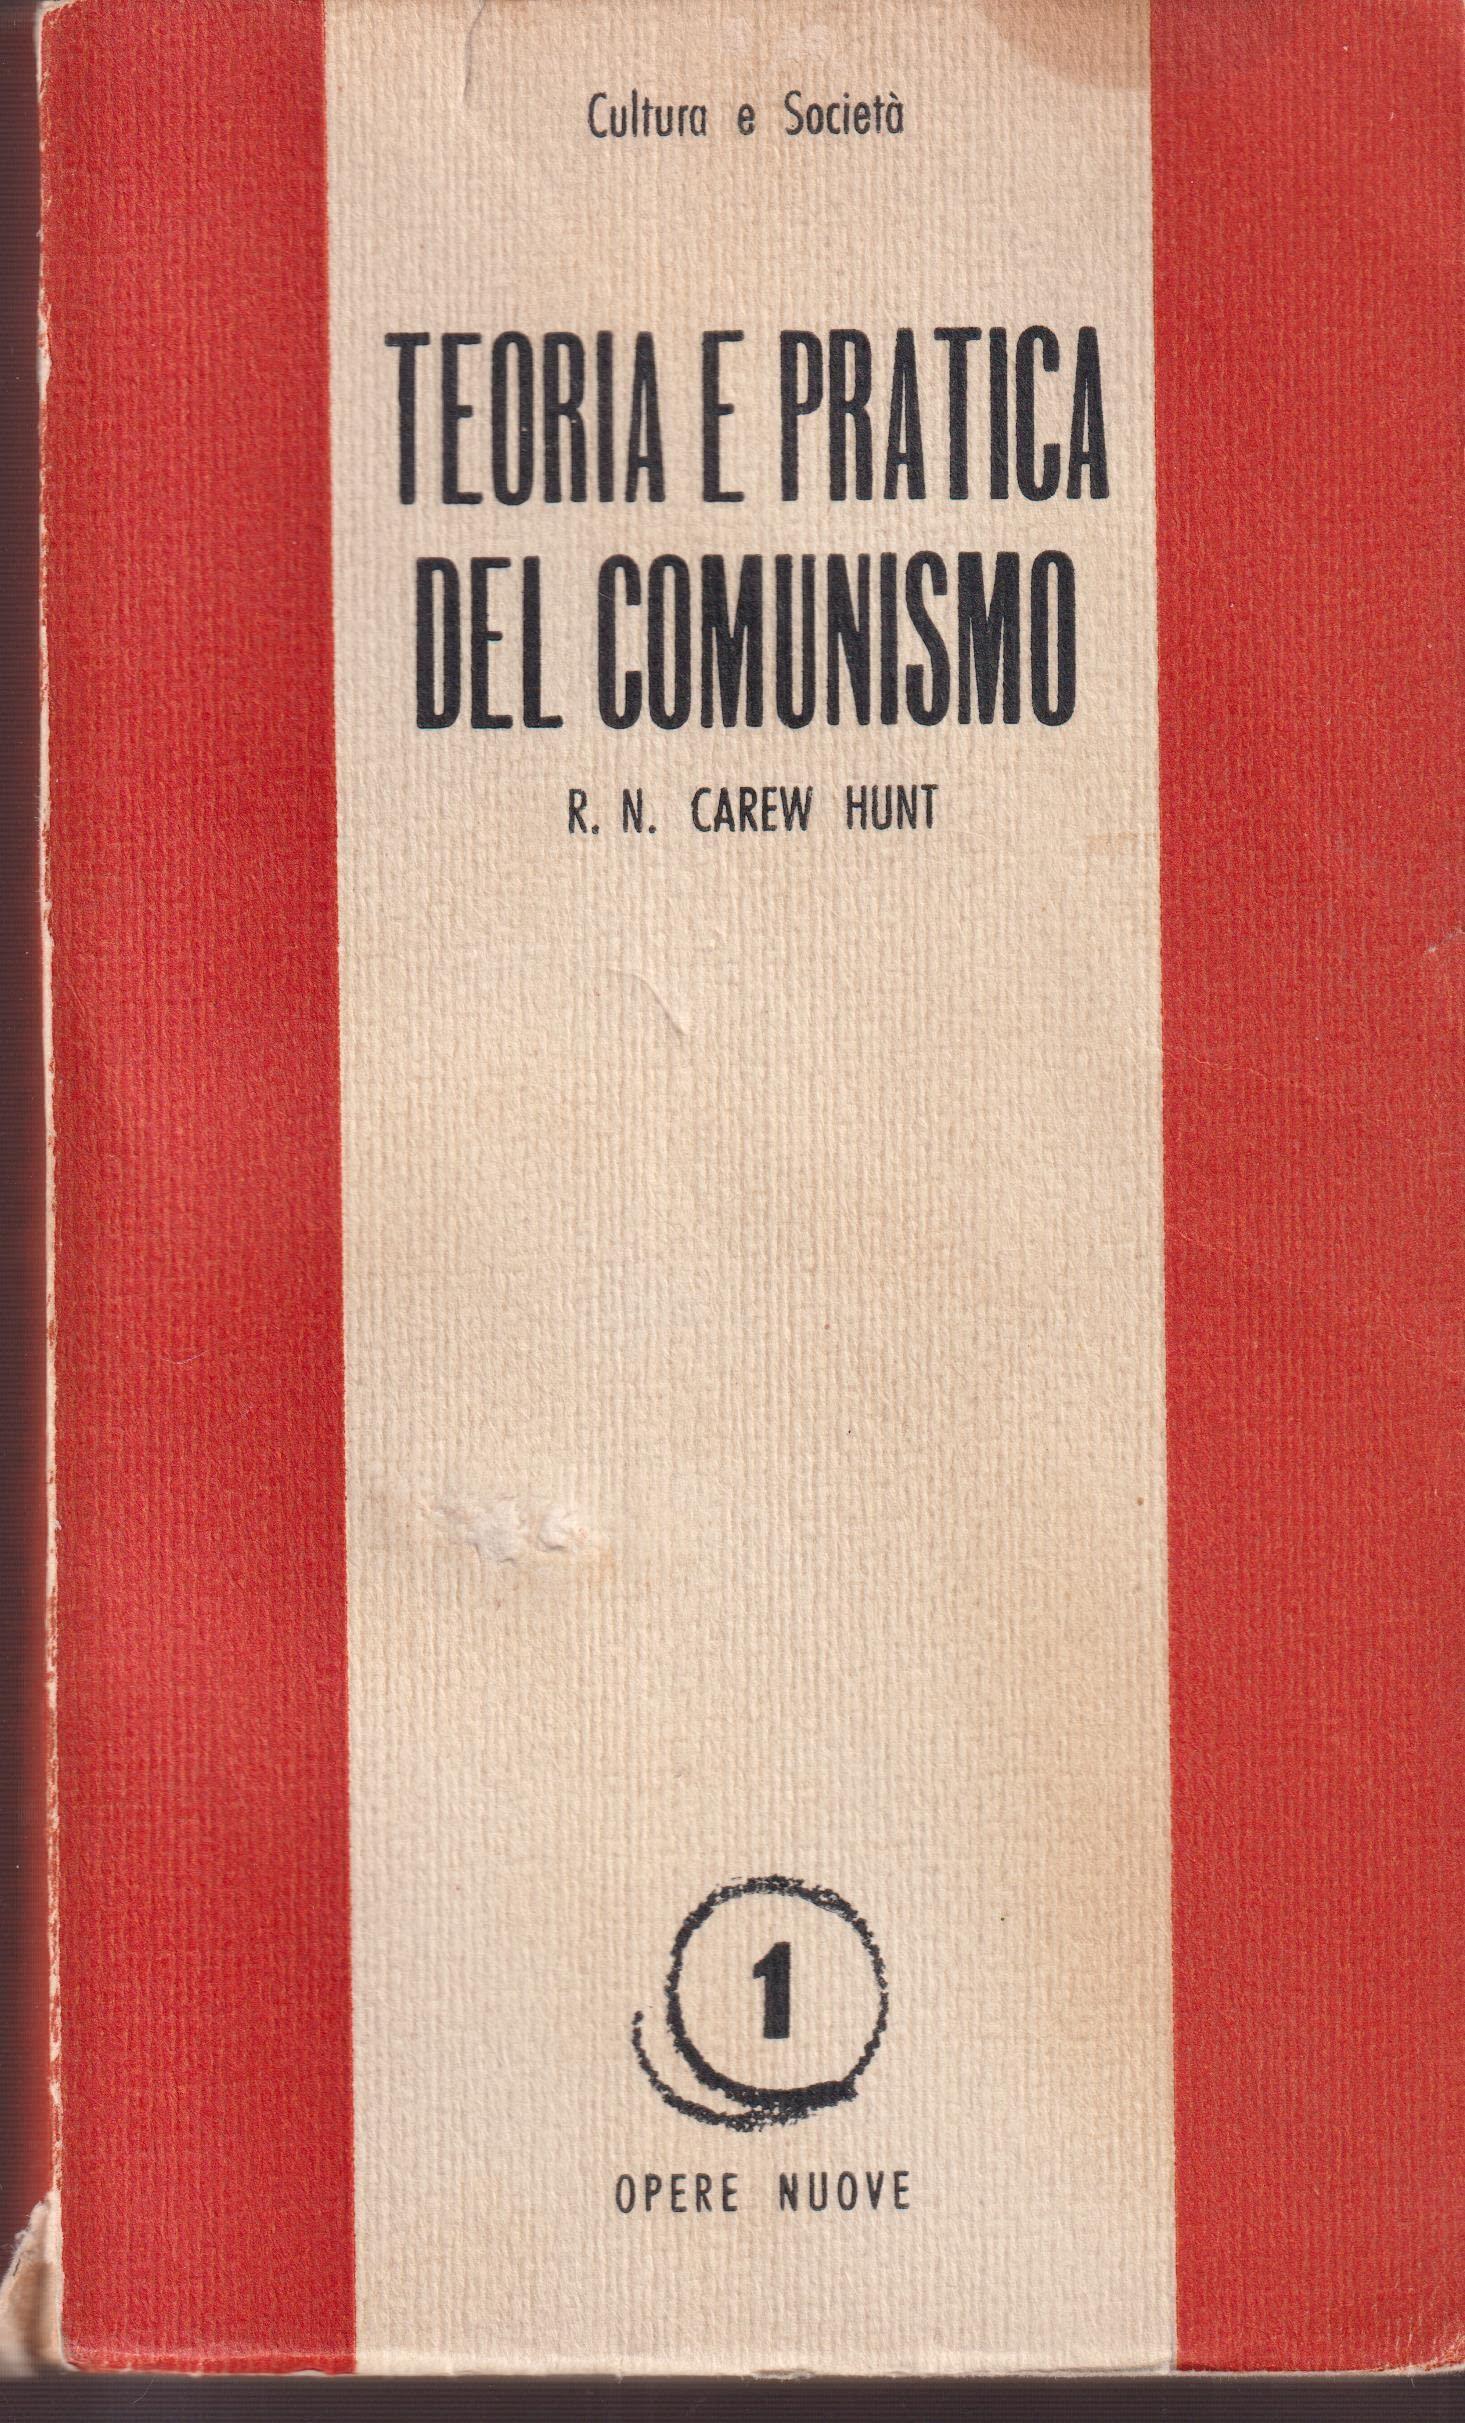 Cultura e Società
TEORIA E PRATICA
DEL COMUNISMO
R. N. CAREW HUNT
1
OPERE NUOVE